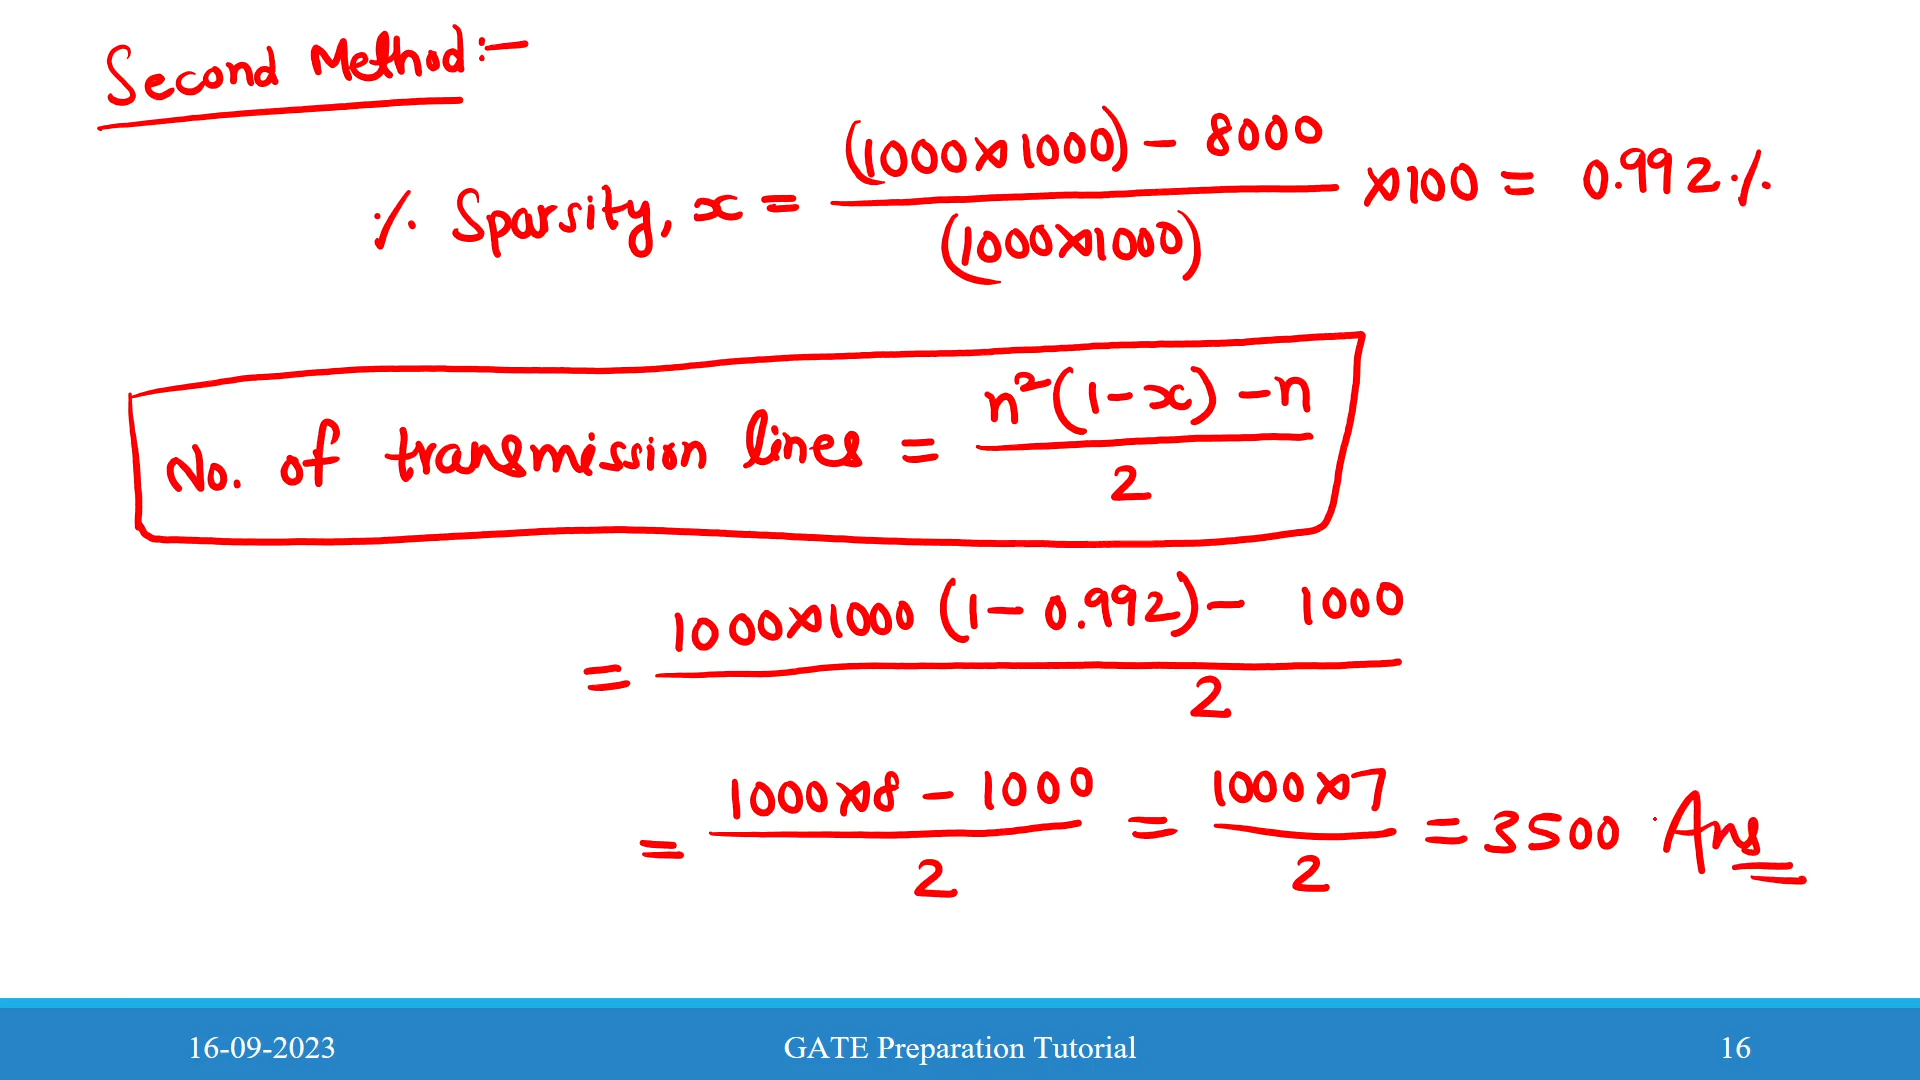 Second Method:-
% Sparsity, x = ((1000×1000) - 8000) / (1000×1000) ×100 = 0.992 %
No. of transmission lines = (n²(1-x) - n) / 2
= (1000×1000 (1-0.992) - 1000) / 2
= (1000×8 - 1000) / 2 = (1000×7) / 2 = 3500 Ans
16-09-2023 GATE Preparation Tutorial 16